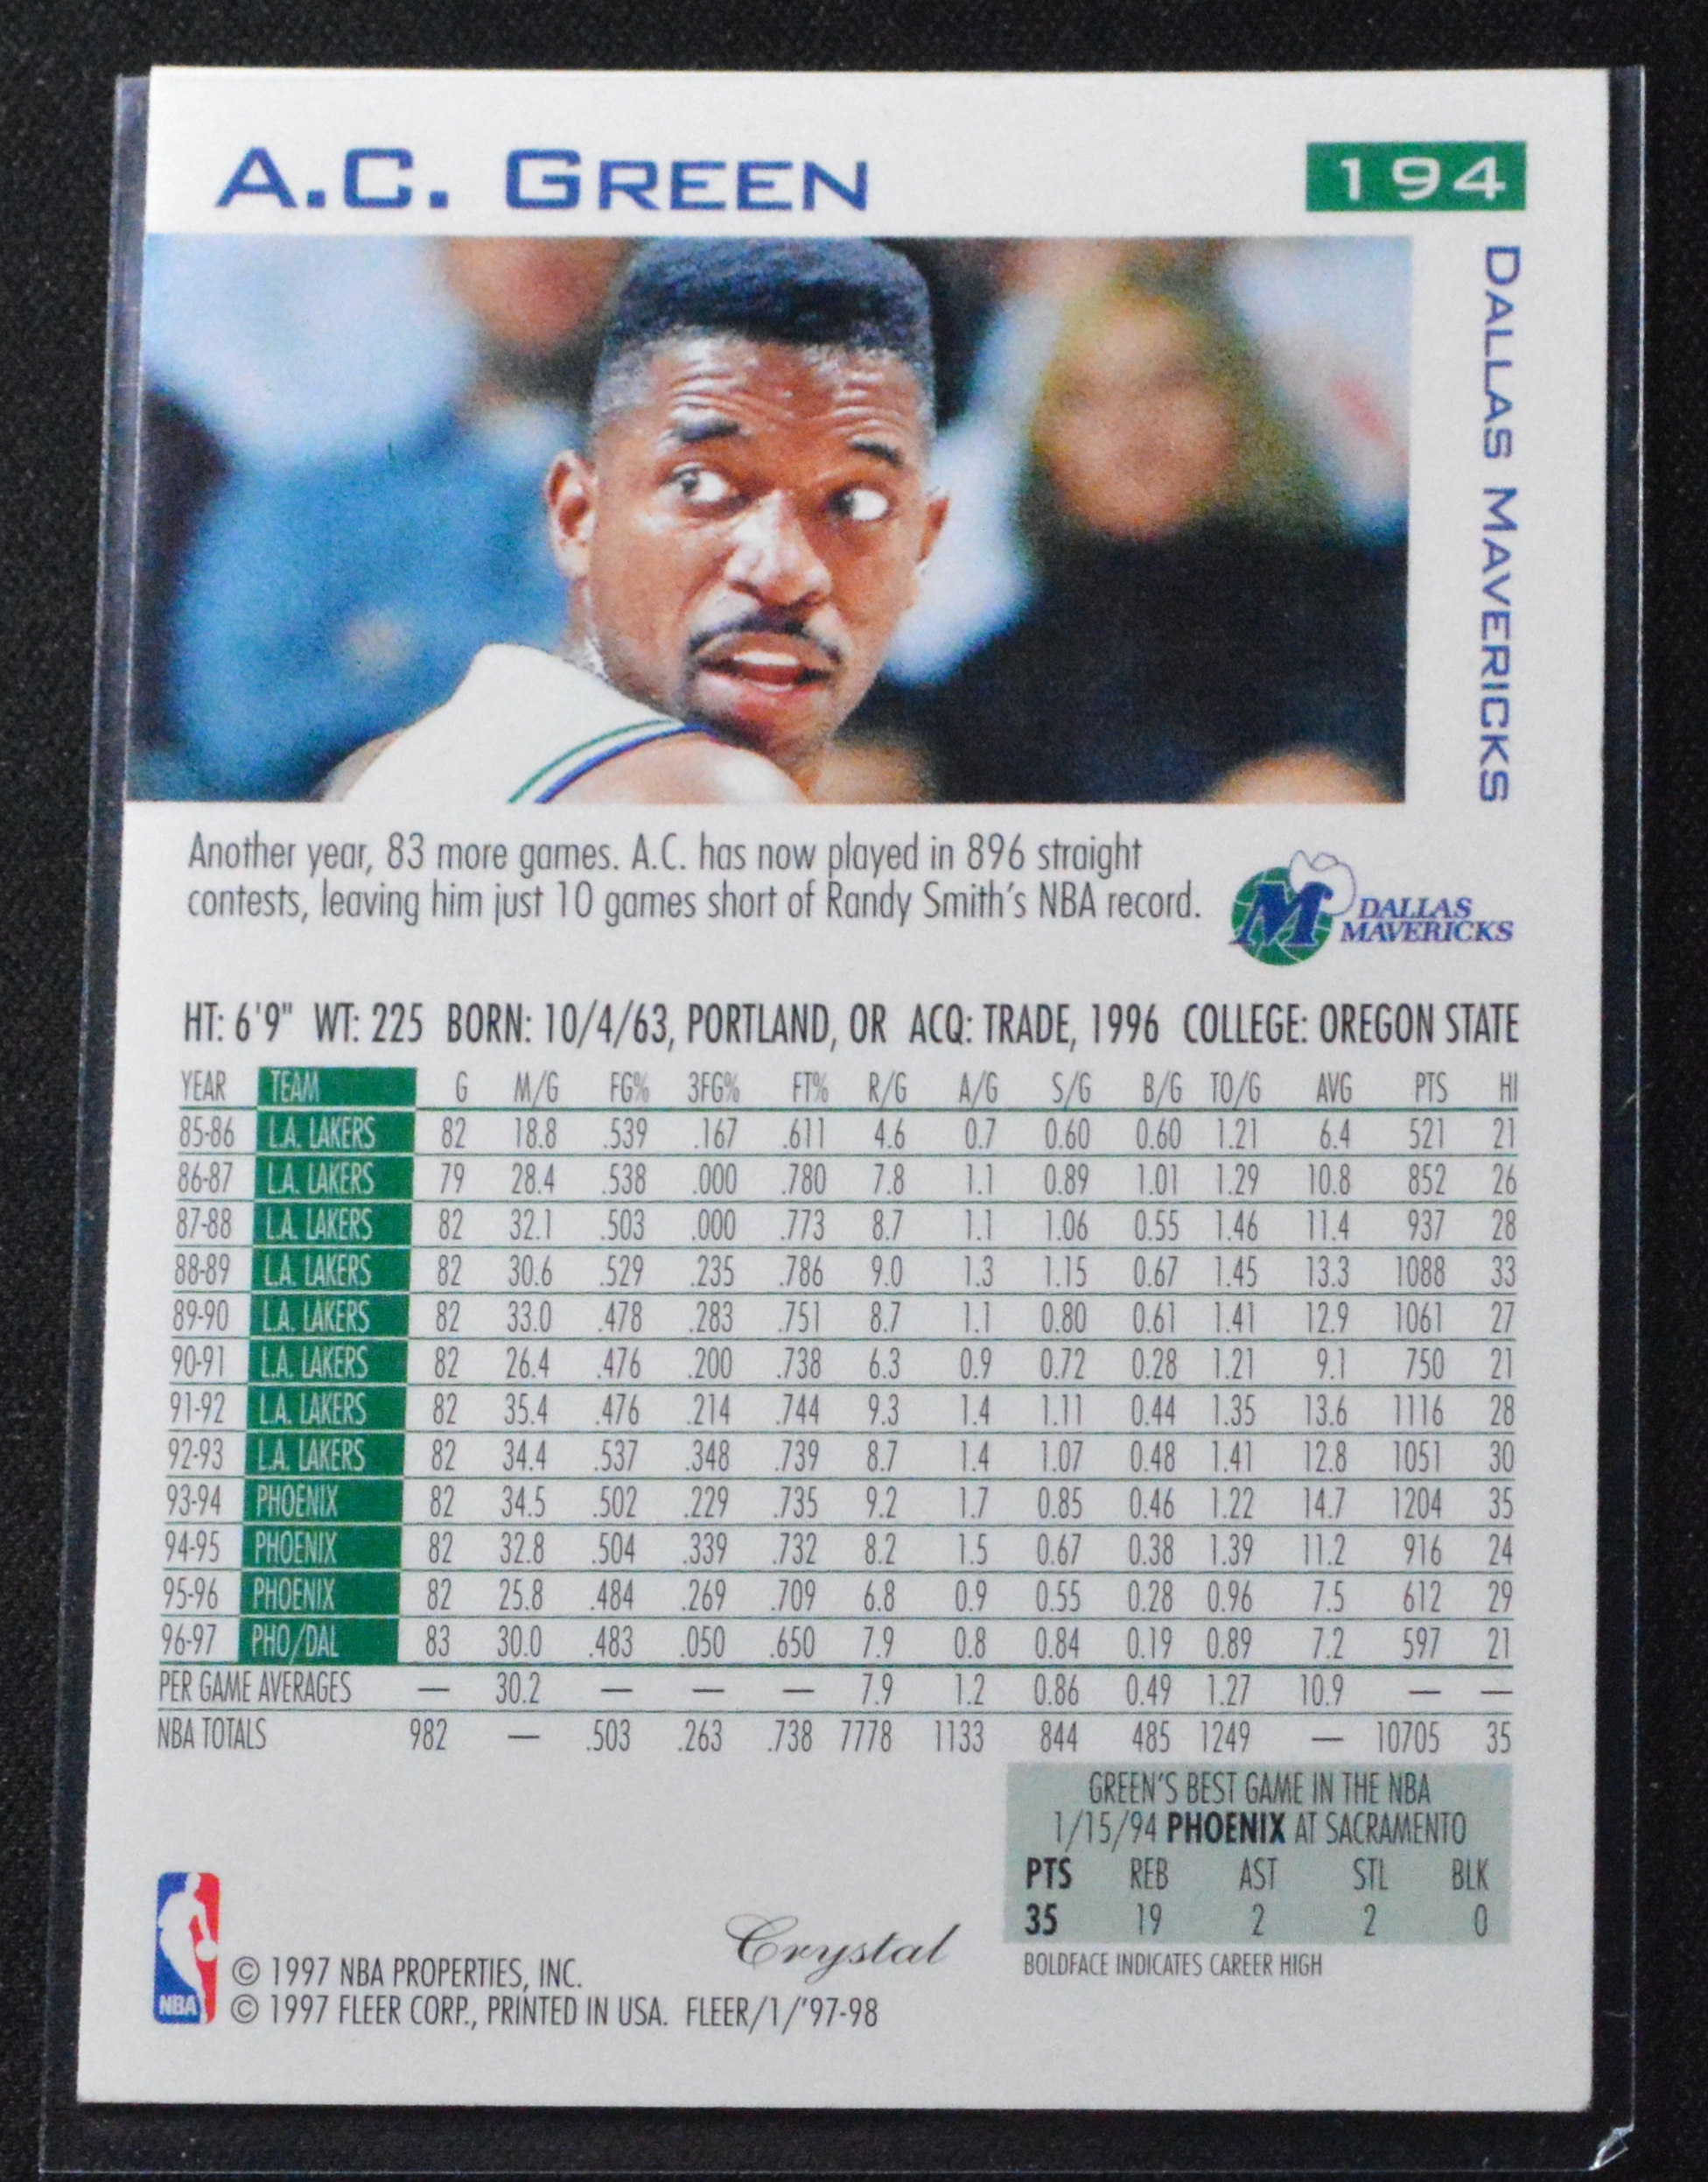 A.C. GREEN
194
DALLAS MAVERICKS
Another year, 83 more games. A.C. has now played in 896 straight
contests, leaving him just 10 games short of Randy Smith's NBA record.
M DALLAS
MAVERICKS
HT: 6'9" WT: 225 BORN: 10/4/63, PORTLAND, OR ACQ: TRADE, 1996 COLLEGE: OREGON STATE
YEAR TEAM G M/G FG% 3FG% FT% R/G A/G S/G B/G TO/G AVG PTS HI
85-86 L.A. LAKERS 82 18.8 .539 .167 .611 4.6 0.7 0.60 0.60 1.21 6.4 521 21
86-87 L.A. LAKERS 79 28.4 .538 .000 .780 7.8 1.1 0.89 1.01 1.29 10.8 852 26
87-88 L.A. LAKERS 82 32.1 .503 .000 .773 8.7 1.1 1.06 0.55 1.46 11.4 937 28
88-89 L.A. LAKERS 82 30.6 .529 .235 .786 9.0 1.3 1.15 0.67 1.45 13.3 1088 33
89-90 L.A. LAKERS 82 33.0 .478 .283 .751 8.7 1.1 0.80 0.61 1.41 12.9 1061 27
90-91 L.A. LAKERS 82 26.4 .476 .200 .738 6.3 0.9 0.72 0.28 1.21 9.1 750 21
91-92 L.A. LAKERS 82 35.4 .476 .214 .744 9.3 1.4 1.11 0.44 1.35 13.6 1116 28
92-93 L.A. LAKERS 82 34.4 .537 .348 .739 8.7 1.4 1.07 0.48 1.41 12.8 1051 30
93-94 PHOENIX 82 34.5 .502 .229 .735 9.2 1.7 0.85 0.46 1.22 14.7 1204 35
94-95 PHOENIX 82 32.8 .504 .339 .732 8.2 1.5 0.67 0.38 1.39 11.2 916 24
95-96 PHOENIX 82 25.8 .484 .269 .709 6.8 0.9 0.55 0.28 0.96 7.5 612 29
96-97 PHO/DAL 83 30.0 .483 .050 .650 7.9 0.8 0.84 0.19 0.89 7.2 597 21
PER GAME AVERAGES — 30.2 — — — 7.9 1.2 0.86 0.49 1.27 10.9 — —
NBA TOTALS 982 — .503 .263 .738 7778 1133 844 485 1249 — 10705 35
GREEN'S BEST GAME IN THE NBA
1/15/94 PHOENIX AT SACRAMENTO
PTS REB AST STL BLK
35 19 2 2 0
BOLDFACE INDICATES CAREER HIGH
Crystal
NBA
© 1997 NBA PROPERTIES, INC.
© 1997 FLEER CORP., PRINTED IN USA. FLEER/1/'97-98